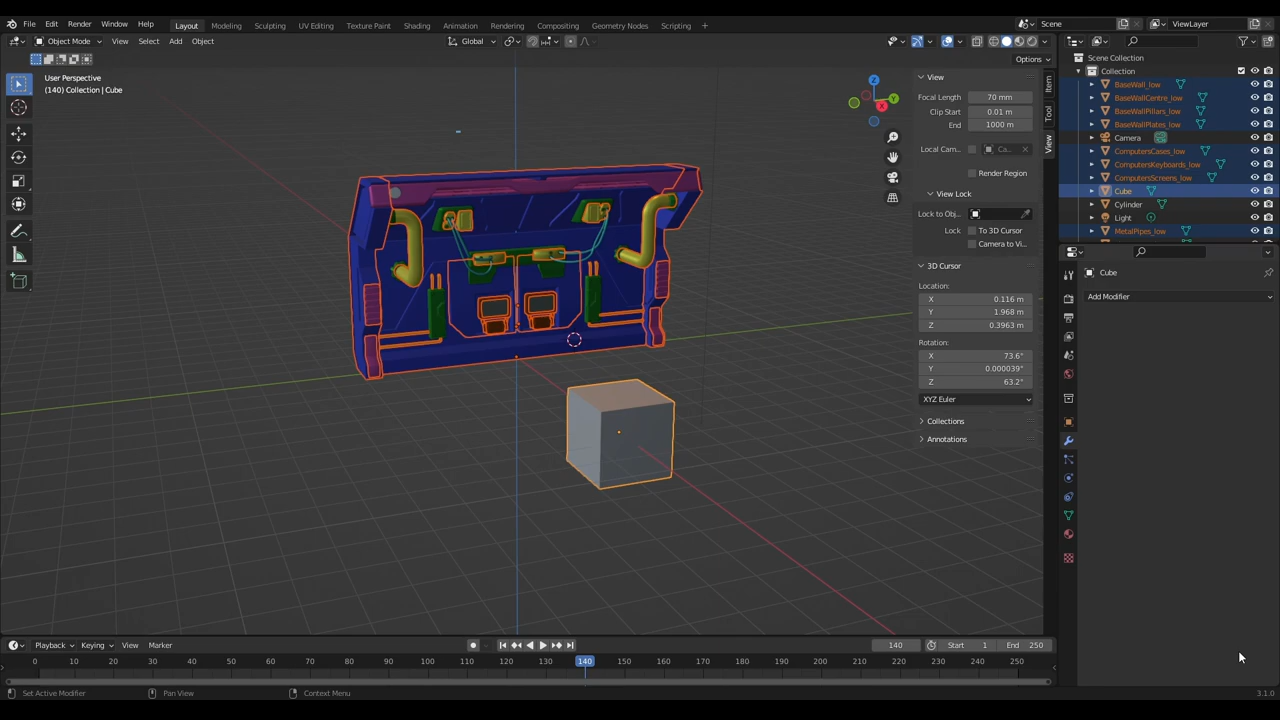 File Edit Render Window Help Layout Modeling Sculpting UV Editing Texture Paint Shading Animation Rendering Compositing Geometry Nodes Scripting + Scene ViewLayer
Object Mode View Select Add Object Global
Options
User Perspective
(140) Collection | Cube
View
Focal Length 70 mm
Clip Start 0.01 m
End 1000 m
Local Cam... Ca...
Render Region
View Lock
Lock to Obj...
Lock To 3D Cursor
Camera to Vi...
3D Cursor
Location:
X 0.116 m
Y 1.968 m
Z 0.3963 m
Rotation:
X 73.6°
Y 0.000039°
Z 63.2°
XYZ Euler
Collections
Annotations
Item
Tool
View
Z
Y
X
Scene Collection
Collection
BaseWall_low
BaseWallCentre_low
BaseWallPillars_low
BaseWallPlates_low
Camera
ComputersCases_low
ComputersKeyboards_low
ComputersScreens_low
Cube
Cylinder
Light
MetalPipes_low
Cube
Add Modifier
Playback Keying View Marker 140 Start 1 End 250
0 10 20 30 40 50 60 70 80 90 100 110 120 130 140 150 160 170 180 190 200 210 220 230 240 250
Set Active Modifier Pan View Context Menu 3.1.0